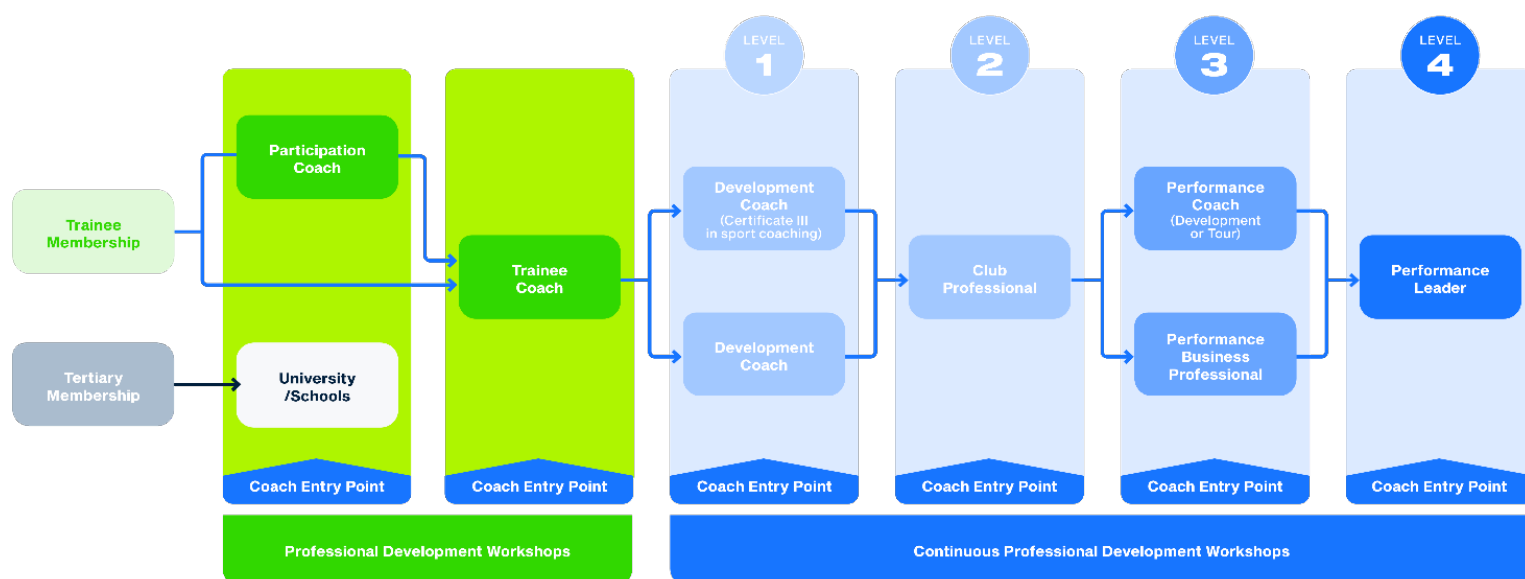 LEVEL
1
LEVEL
2
LEVEL
3
LEVEL
4
Trainee
Membership
Tertiary
Membership
Participation
Coach
University
/Schools
Trainee
Coach
Development
Coach
(Certificate III
in sport coaching)
Development
Coach
Club
Professional
Performance
Coach
(Development
or Tour)
Performance
Business
Professional
Performance
Leader
Coach Entry Point
Coach Entry Point
Coach Entry Point
Coach Entry Point
Coach Entry Point
Coach Entry Point
Professional Development Workshops
Continuous Professional Development Workshops